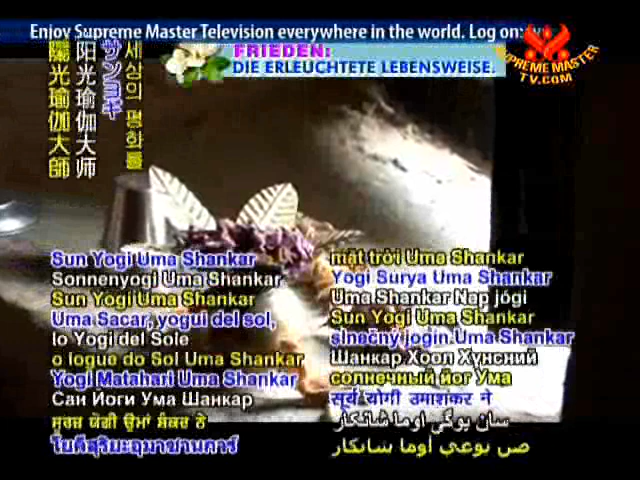 Enjoy Supreme Master Television everywhere in the world. Log on:
SUPREME MASTER
TV.COM
FRIEDEN:
DIE ERLEUCHTETE LEBENSWEISE.
세상의 평화를
サンヨギ
阳光瑜伽大师
陽光瑜伽大師
Sun Yogi Uma Shankar
Sonnenyogi Uma Shankar
Sun Yogi Uma Shankar
Uma Sacar, yogui del sol,
lo Yogi del Sole
o Iogue do Sol Uma Shankar
Yogi Matahari Uma Shankar
Сан Йоги Ума Шанкар
ਸੂਰਜ ਯੋਗੀ ਉਮਾਂ ਸ਼ੰਕਰ ਨੇ
โยคีสุริยะอุมาชานคาร์
mặt trời Uma Shankar
Yogi Surya Uma Shankar
Uma Shankar Nap jógi
Sun Yogi Uma Shankar
slnečný jogin Uma Shankar
Шанкар Хоол Хүнсний
солнечный йог Ума
सूर्य योगी उमाशंकर ने
سان یوگی اوما شانکار
صن يوغي أوما شانكار